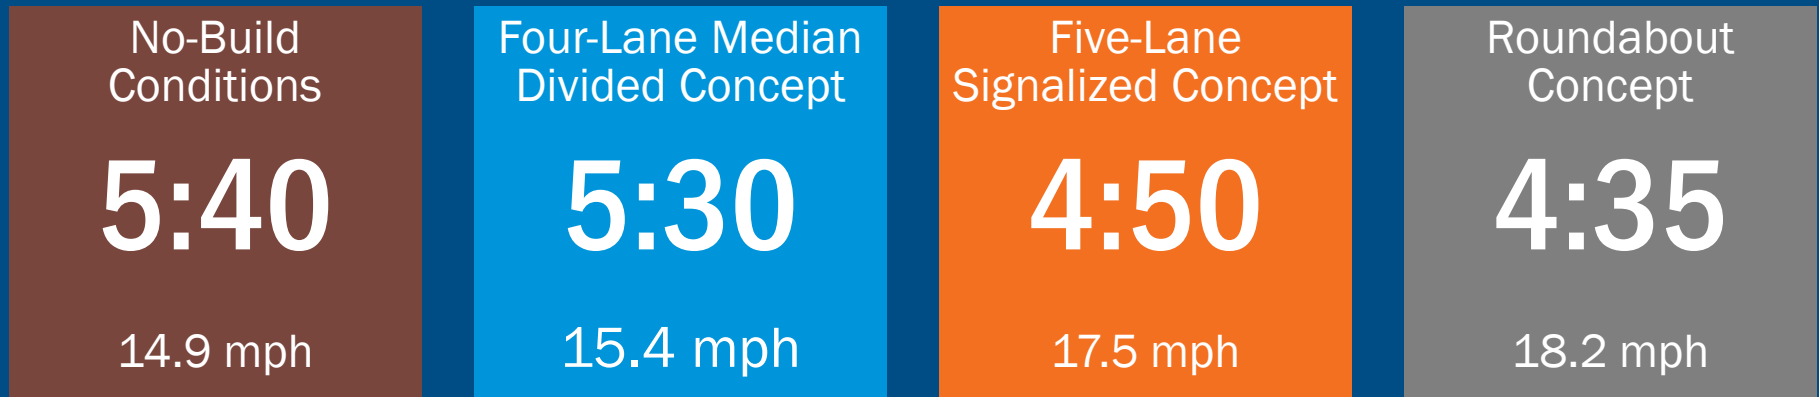 No-Build
Conditions
5:40
14.9 mph
Four-Lane Median
Divided Concept
5:30
15.4 mph
Five-Lane
Signalized Concept
4:50
17.5 mph
Roundabout
Concept
4:35
18.2 mph